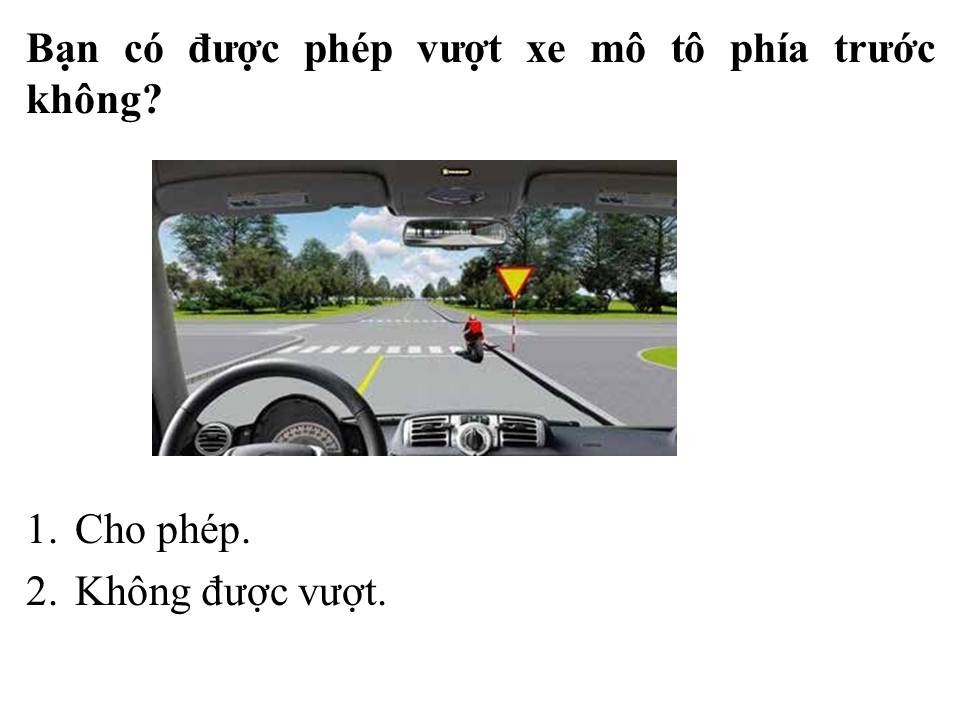 Bạn có được phép vượt xe mô tô phía trước
không?
1. Cho phép.
2. Không được vượt.